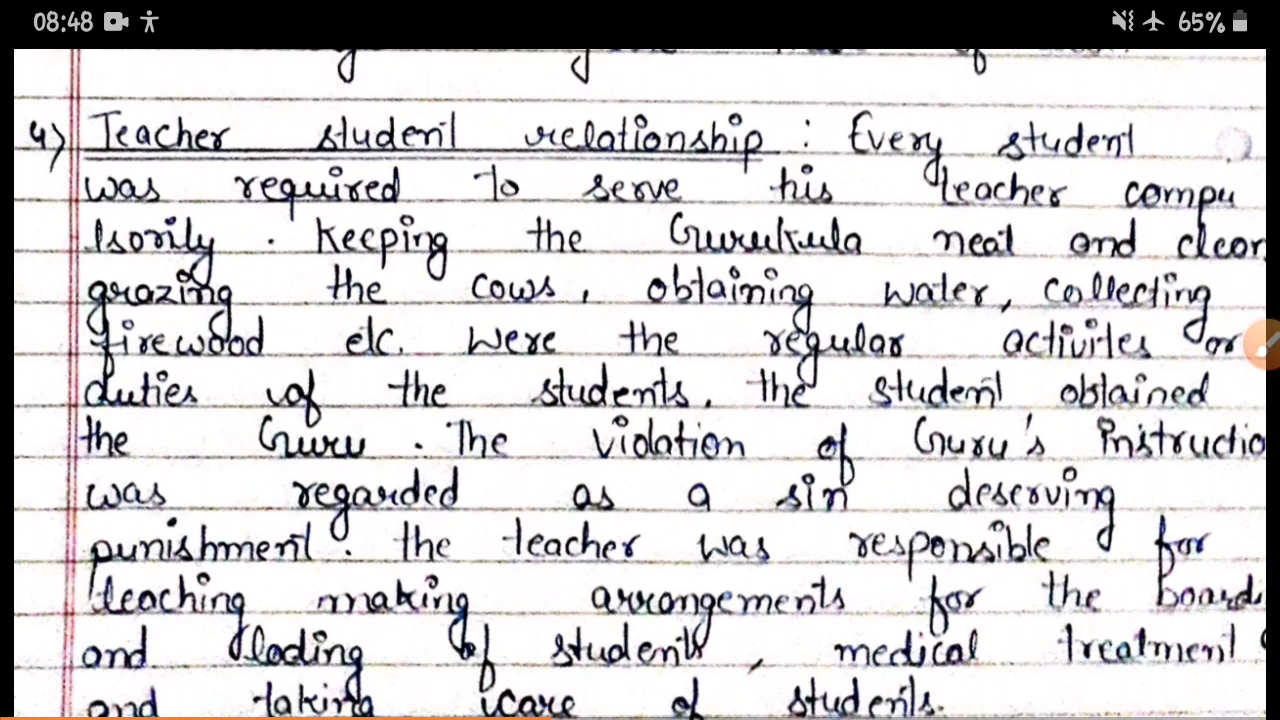 08:48 65%
4) Teacher student relationship : Every student
was required to serve his teacher compu
lsorily . Keeping the Gurukula neat and clean
grazing the cows, obtaining water, collecting
firewood etc. were the regular activites or
duties of the students. the student obtained
the Guru . The violation of Guru's instructio
was regarded as a sin deserving
punishment. the teacher was responsible for
teaching making arrangements for the board
and loding of students, medical treatment
and taking care of students.